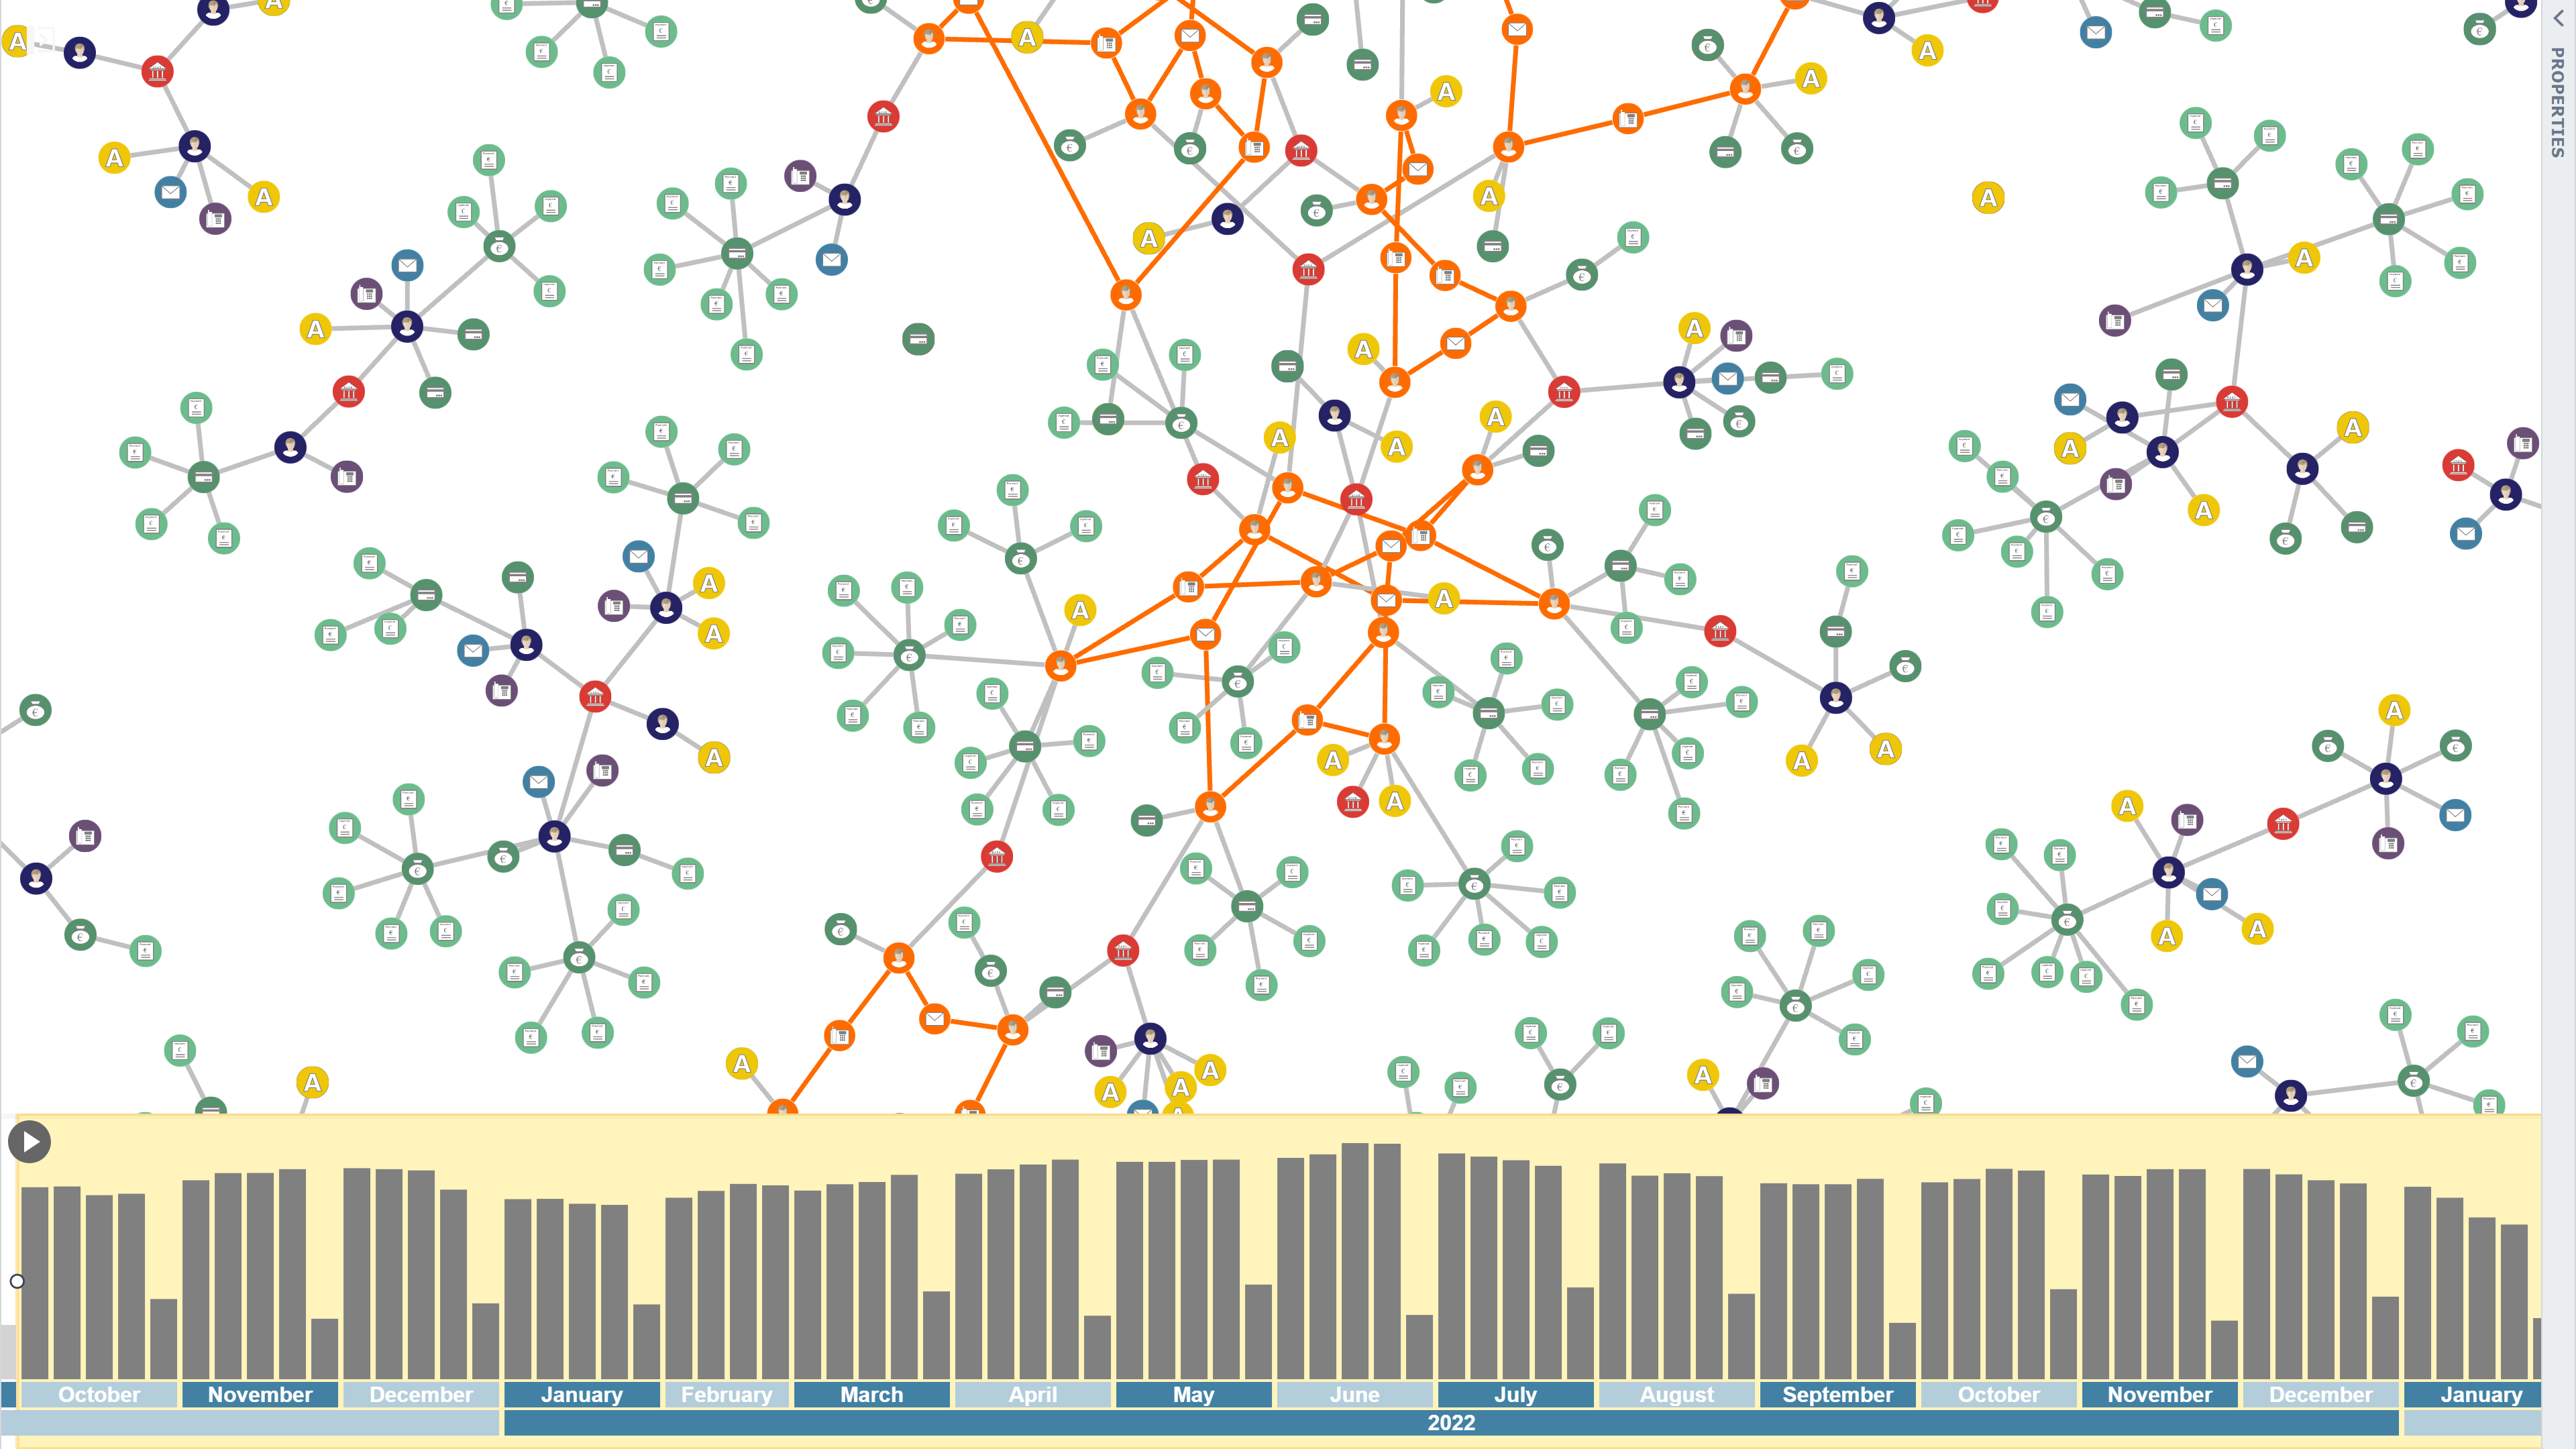 PROPERTIES
October November December January February March April May June July August September October November December January
2022